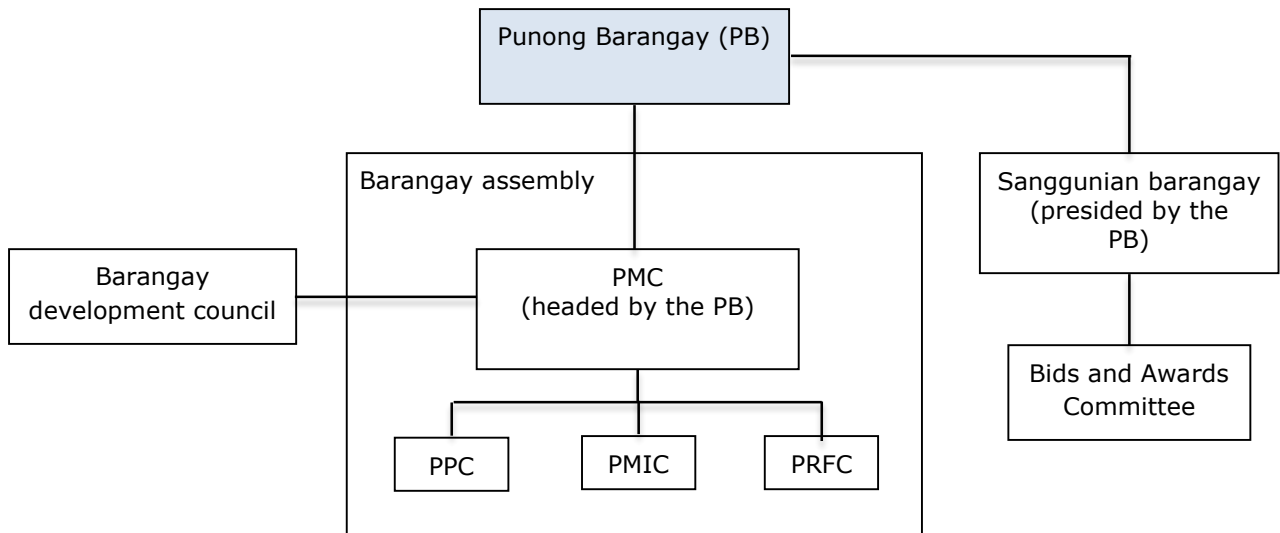 Punong Barangay (PB)
Barangay assembly
Sanggunian barangay
(presided by the
PB)
Barangay
development council
PMC
(headed by the PB)
Bids and Awards
Committee
PPC
PMIC
PRFC